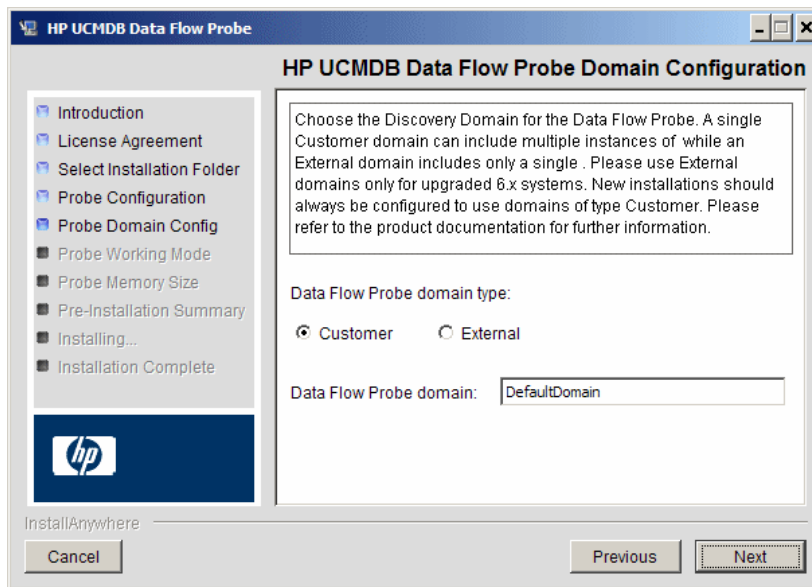 HP UCMDB Data Flow Probe
HP UCMDB Data Flow Probe Domain Configuration
Introduction
License Agreement
Select Installation Folder
Probe Configuration
Probe Domain Config
Probe Working Mode
Probe Memory Size
Pre-Installation Summary
Installing...
Installation Complete
hp
Choose the Discovery Domain for the Data Flow Probe. A single
Customer domain can include multiple instances of while an
External domain includes only a single . Please use External
domains only for upgraded 6.x systems. New installations should
always be configured to use domains of type Customer. Please
refer to the product documentation for further information.
Data Flow Probe domain type:
Customer External
Data Flow Probe domain: DefaultDomain
InstallAnywhere
Cancel Previous Next